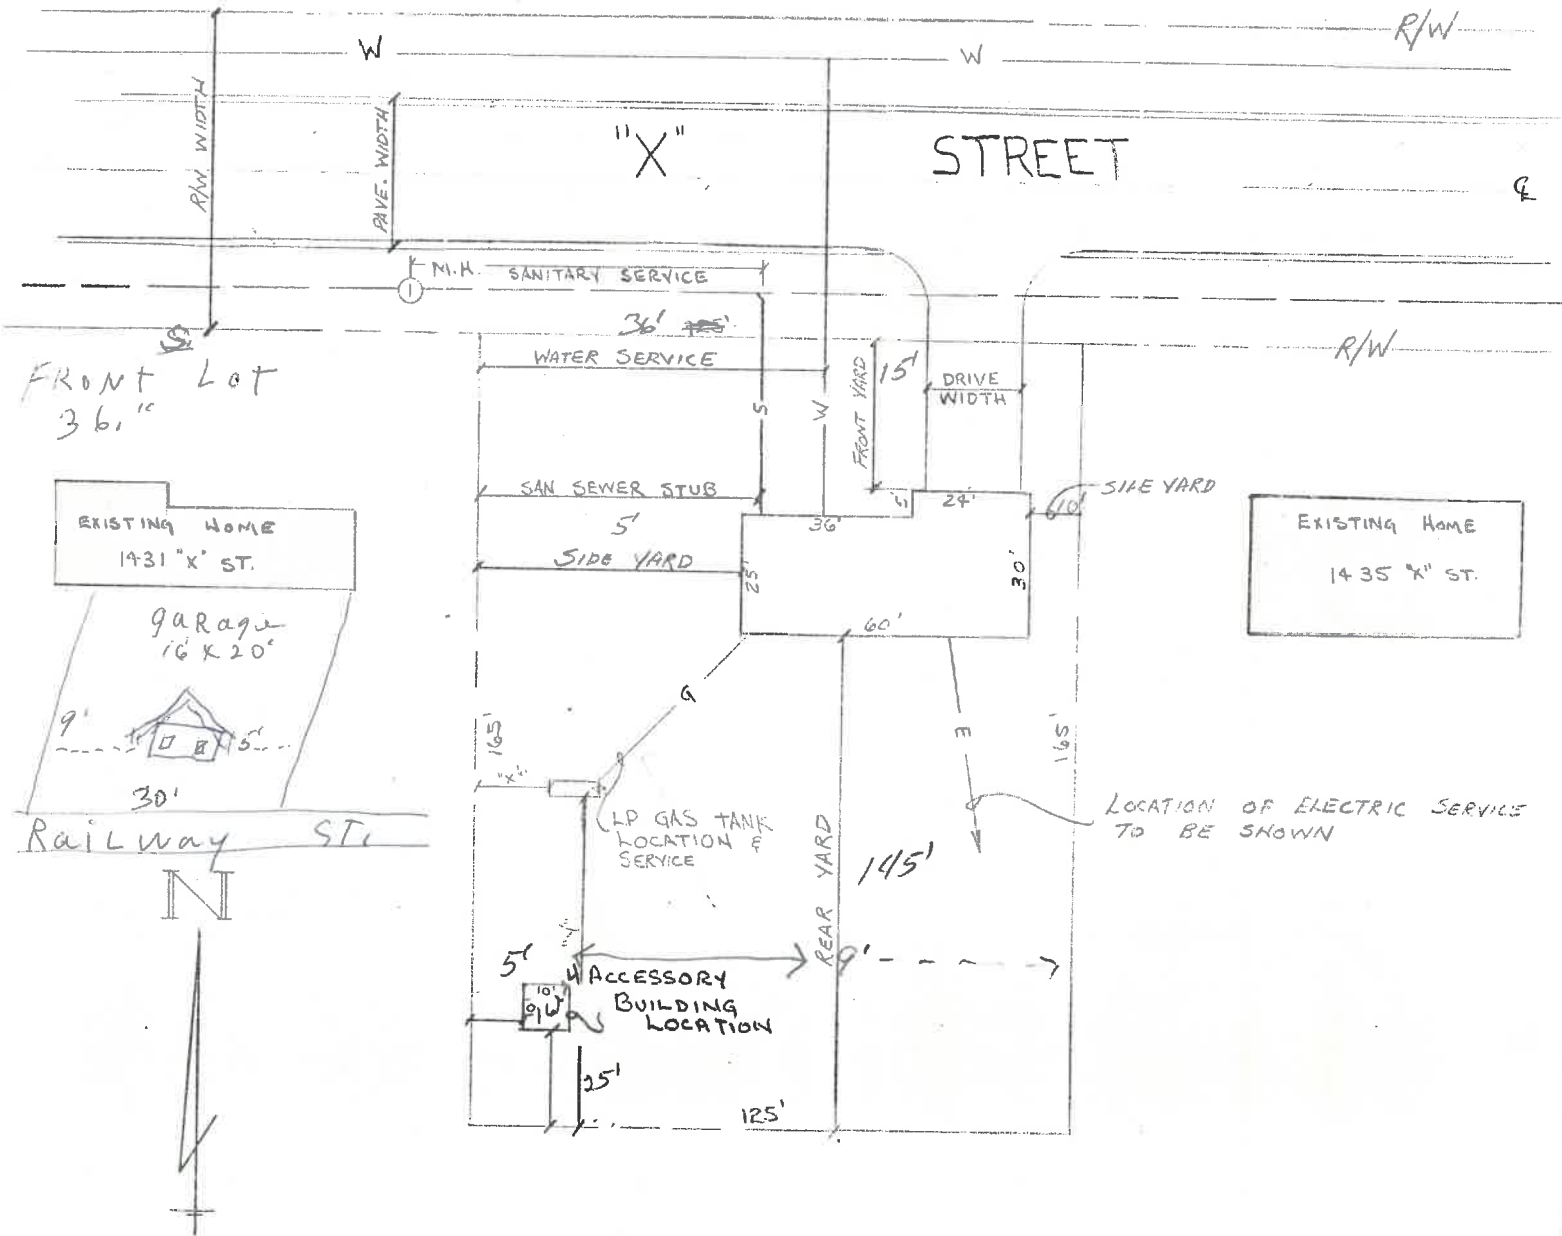 R/W
W
W
R/W WIDTH
PAVE. WIDTH
"X"
STREET
℄
M.H.
SANITARY SERVICE
1
36'
125'
R/W
FRONT LOT
36.
WATER SERVICE
S
W
FRONT YARD
15'
DRIVE
WIDTH
SAN SEWER STUB
24'
SIDE YARD
10'
36'
5'
SIDE YARD
25'
30'
60'
EXISTING HOME
1431 "X" ST.
EXISTING HOME
1435 "X" ST.
garage
16 X 20'
9'
5'
30'
RaiLway ST.
N
G
E
165'
165'
"X"
LP GAS TANK
LOCATION &
SERVICE
LOCATION OF ELECTRIC SERVICE
TO BE SHOWN
REAR YARD
145'
"Y"
5'
9'
10'
ACCESSORY
BUILDING
LOCATION
25'
125'